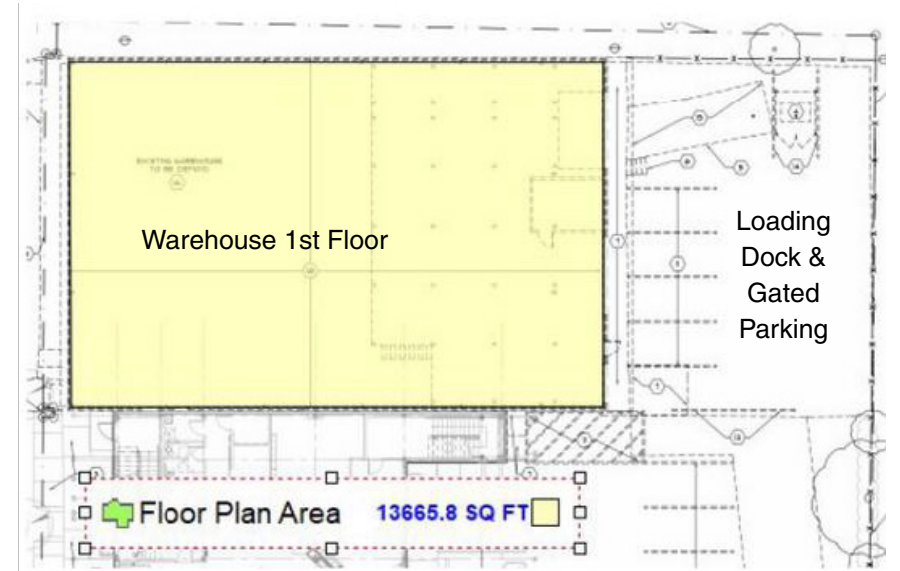 Warehouse 1st Floor
Loading
Dock &
Gated
Parking
Floor Plan Area 13665.8 SQ FT